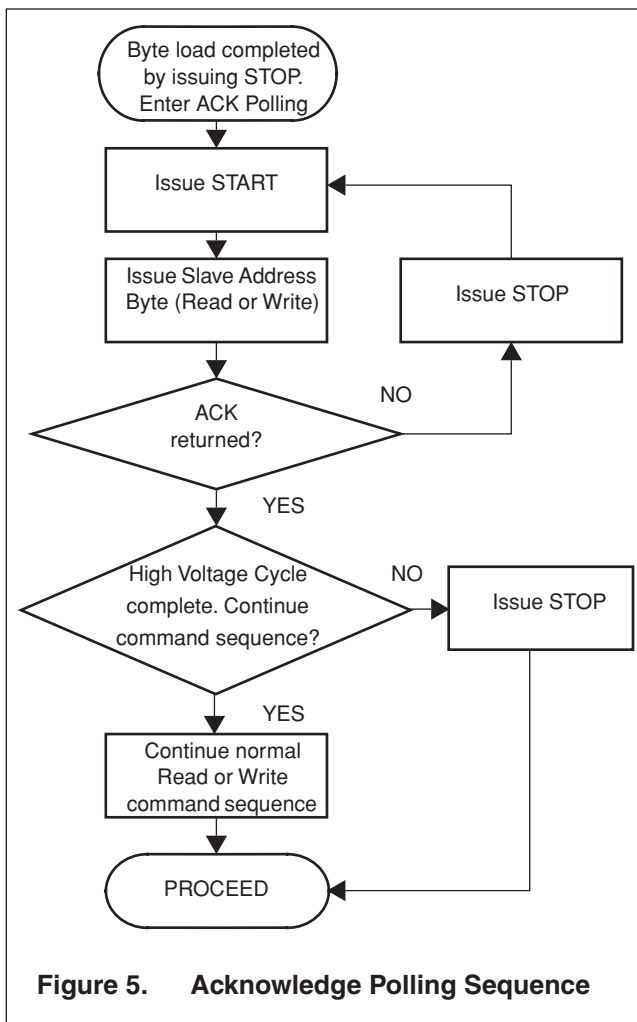 Byte load completed
by issuing STOP.
Enter ACK Polling
Issue START
Issue Slave Address
Byte (Read or Write)
Issue STOP
NO
ACK
returned?
YES
High Voltage Cycle
complete. Continue
command sequence?
NO
Issue STOP
YES
Continue normal
Read or Write
command sequence
PROCEED
Figure 5. Acknowledge Polling Sequence